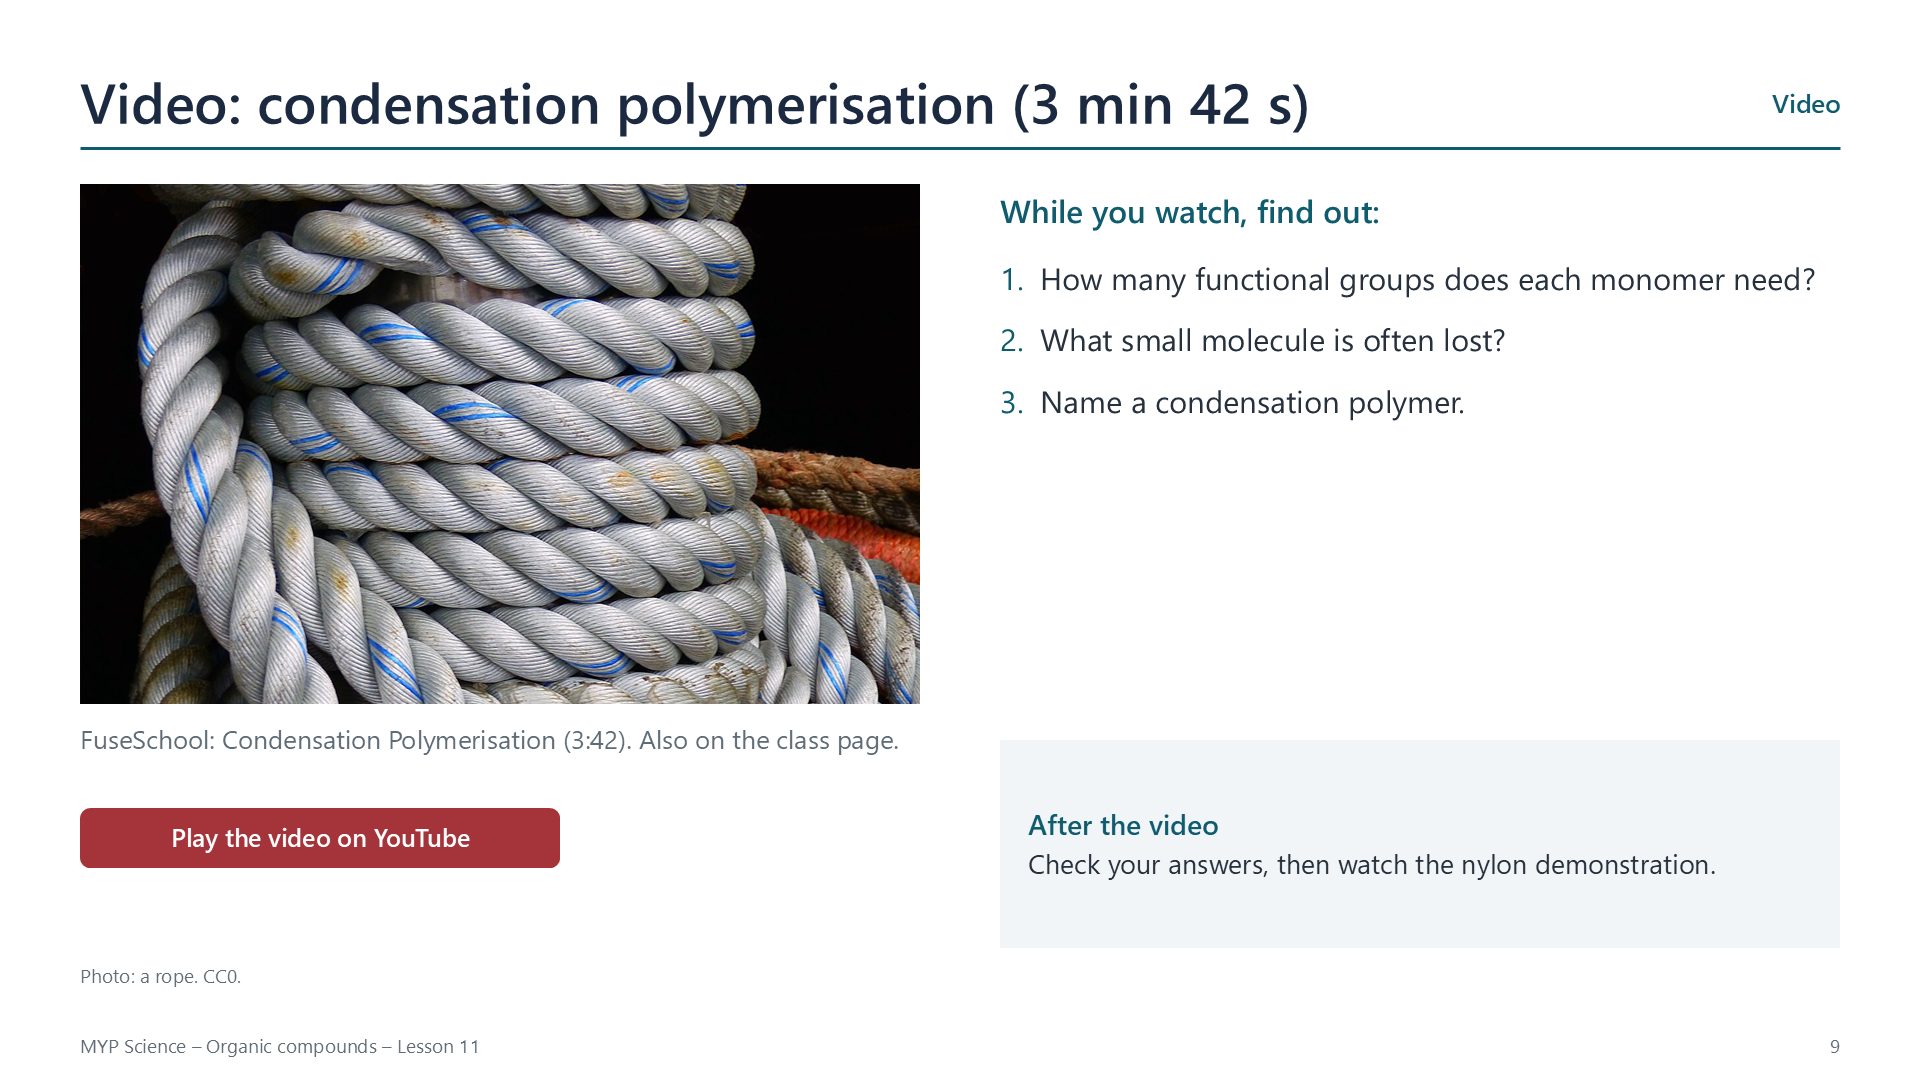 Video: condensation polymerisation (3 min 42 s)
Video
While you watch, find out:
1. How many functional groups does each monomer need?
2. What small molecule is often lost?
3. Name a condensation polymer.
FuseSchool: Condensation Polymerisation (3:42). Also on the class page.
Play the video on YouTube
After the video
Check your answers, then watch the nylon demonstration.
Photo: a rope. CC0.
MYP Science – Organic compounds – Lesson 11
9